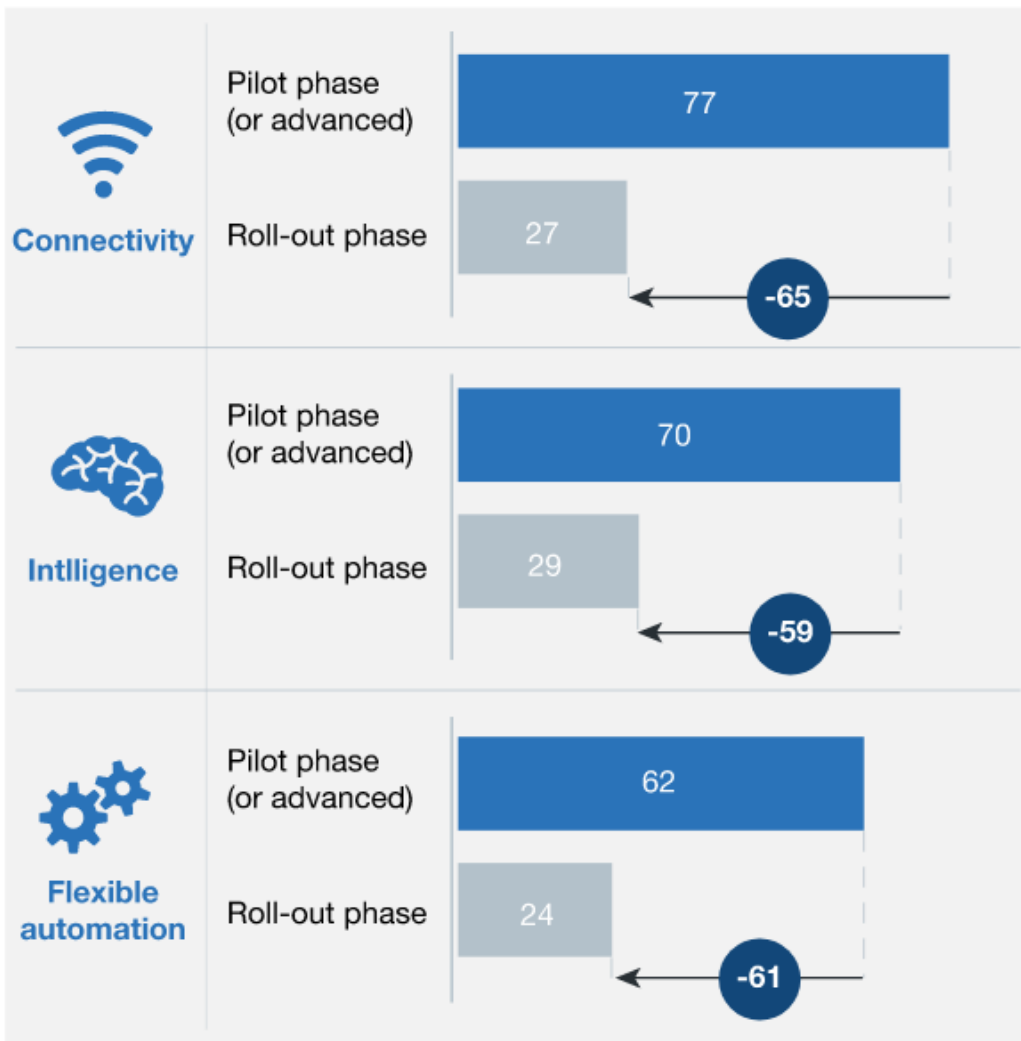 Pilot phase
(or advanced)
77
Connectivity
Roll-out phase
27
-65
Pilot phase
(or advanced)
70
Intlligence
Roll-out phase
29
-59
Pilot phase
(or advanced)
62
Flexible
automation
Roll-out phase
24
-61